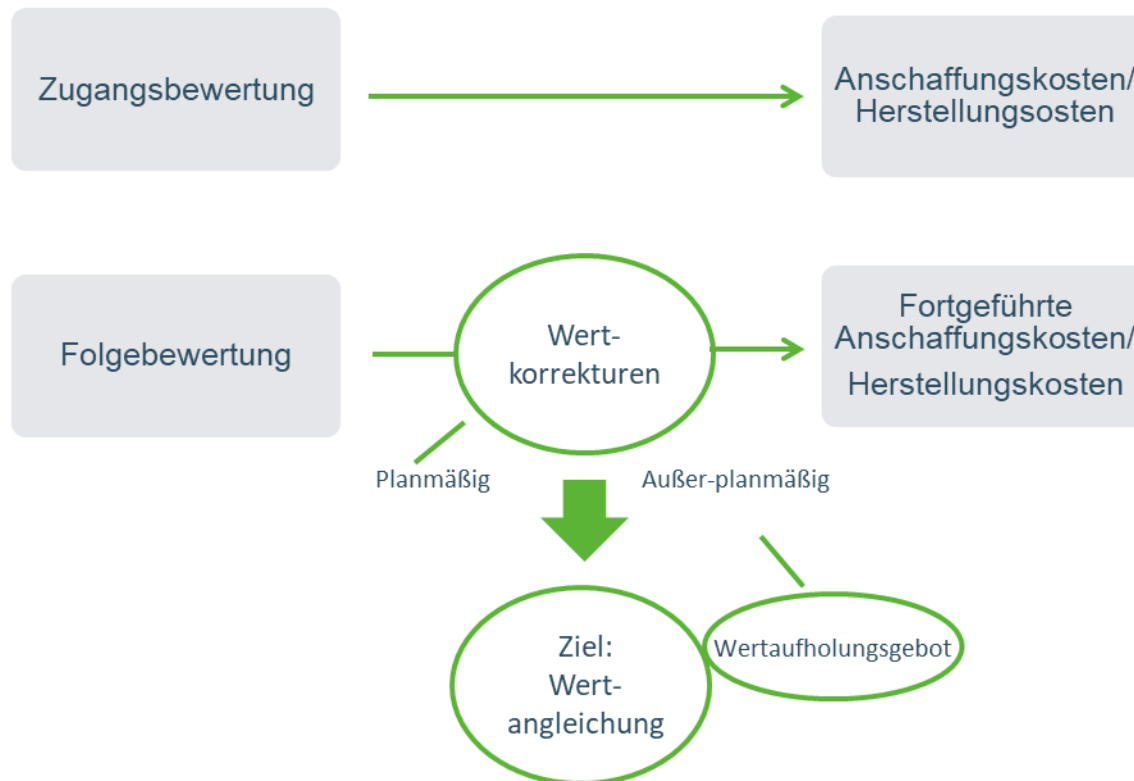 Zugangsbewertung
Anschaffungskosten/
Herstellungsosten
Folgebewertung
Wert-
korrekturen
Fortgeführte
Anschaffungskosten/
Herstellungskosten
Planmäßig
Außer-planmäßig
Ziel:
Wert-
angleichung
Wertaufholungsgebot